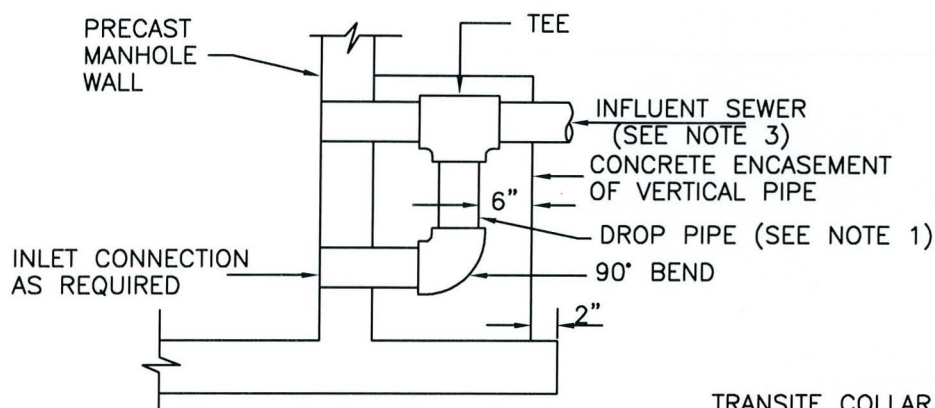 PRECAST
MANHOLE
WALL
TEE
INFLUENT SEWER
(SEE NOTE 3)
CONCRETE ENCASEMENT
OF VERTICAL PIPE
6"
DROP PIPE (SEE NOTE 1)
INLET CONNECTION
AS REQUIRED
90° BEND
2"
TRANSITE COLLAR